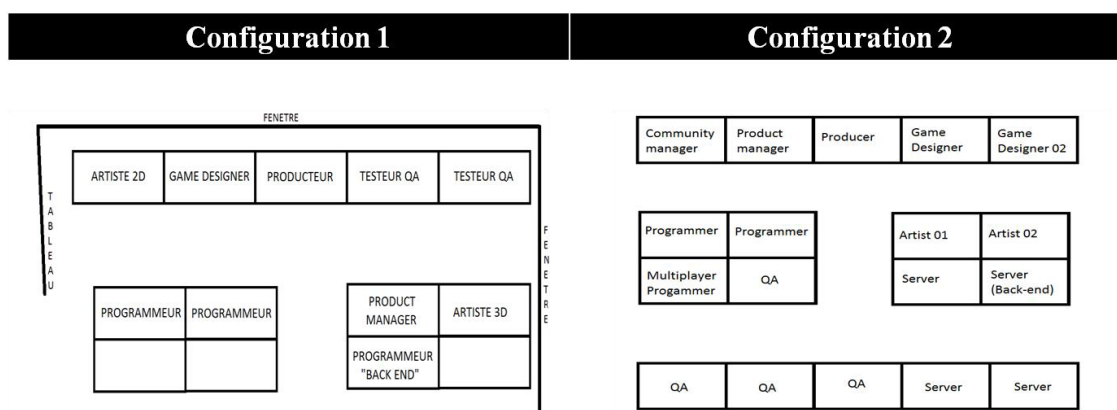 Configuration 1
Configuration 2
FENETRE
TABLEAU
FENETRE
ARTISTE 2D
GAME DESIGNER
PRODUCTEUR
TESTEUR QA
TESTEUR QA
PROGRAMMEUR
PROGRAMMEUR
PRODUCT
MANAGER
ARTISTE 3D
PROGRAMMEUR
"BACK END"
Community
manager
Product
manager
Producer
Game
Designer
Game
Designer 02
Programmer
Programmer
Multiplayer
Progammer
QA
Artist 01
Artist 02
Server
Server
(Back-end)
QA
QA
QA
Server
Server